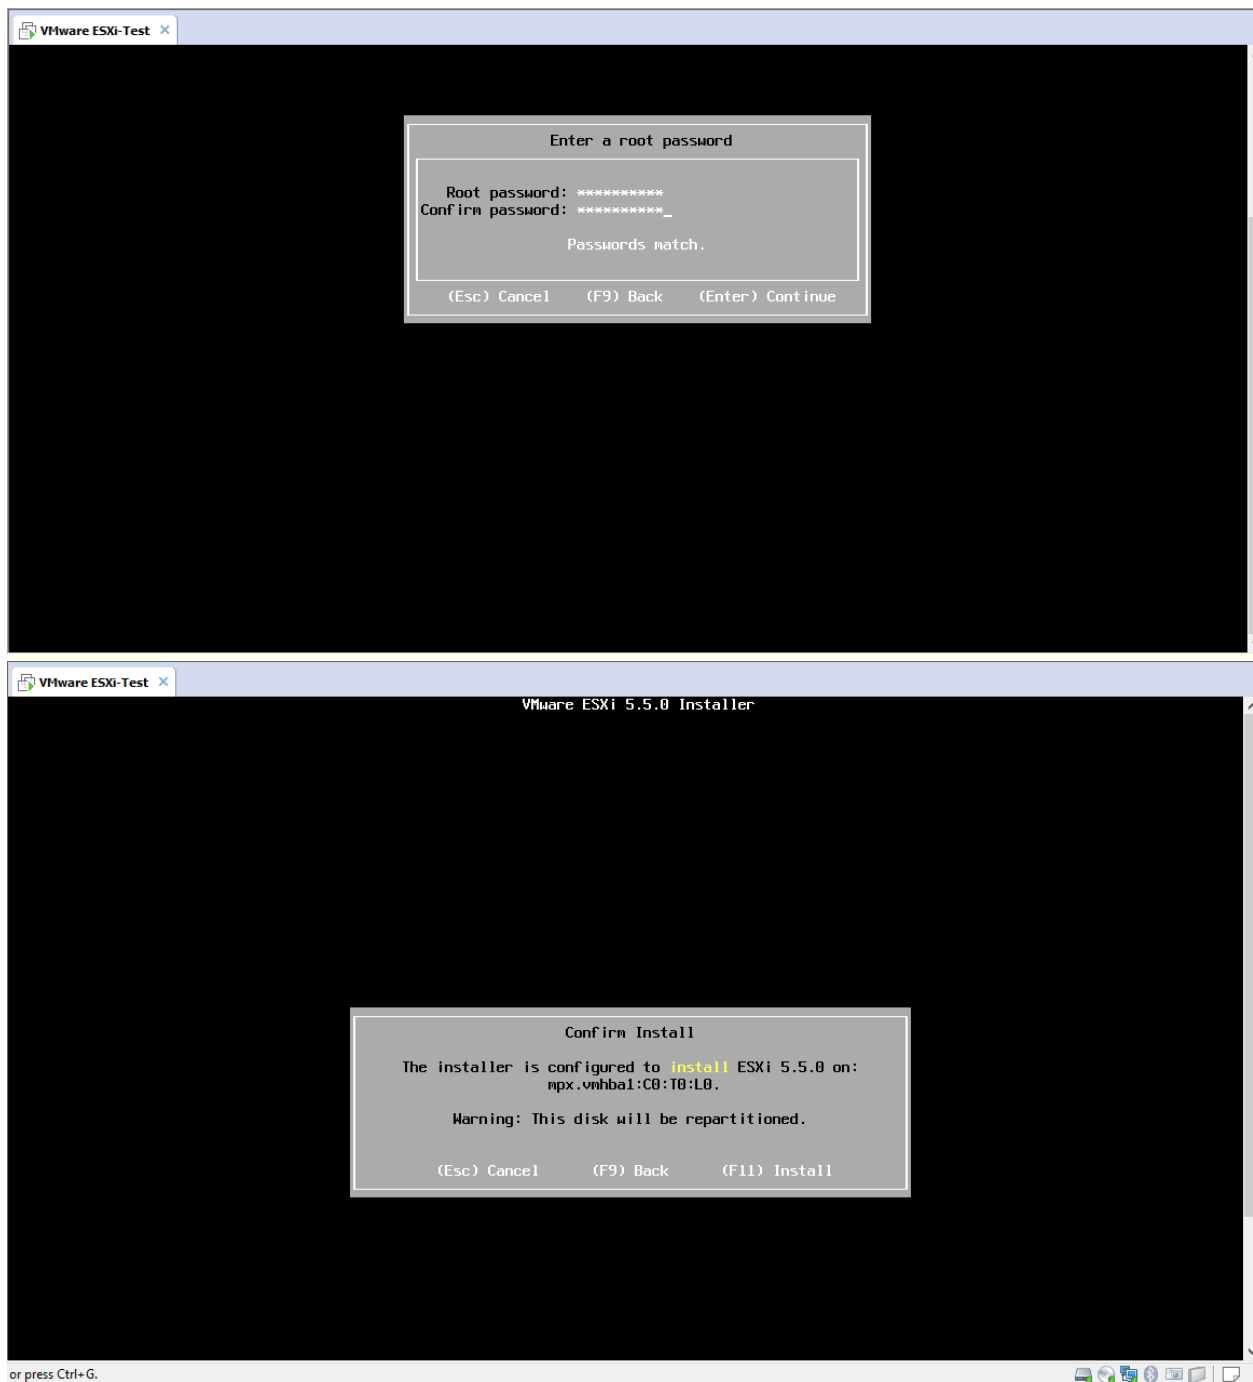 VMware ESXi-Test ×
Enter a root password
Root password: **********
Confirm password: **********_
Passwords match.
(Esc) Cancel (F9) Back (Enter) Continue
VMware ESXi-Test ×
VMware ESXi 5.5.0 Installer
Confirm Install
The installer is configured to install ESXi 5.5.0 on:
mpx.vmhba1:C0:T0:L0.
Warning: This disk will be repartitioned.
(Esc) Cancel (F9) Back (F11) Install
or press Ctrl+G.